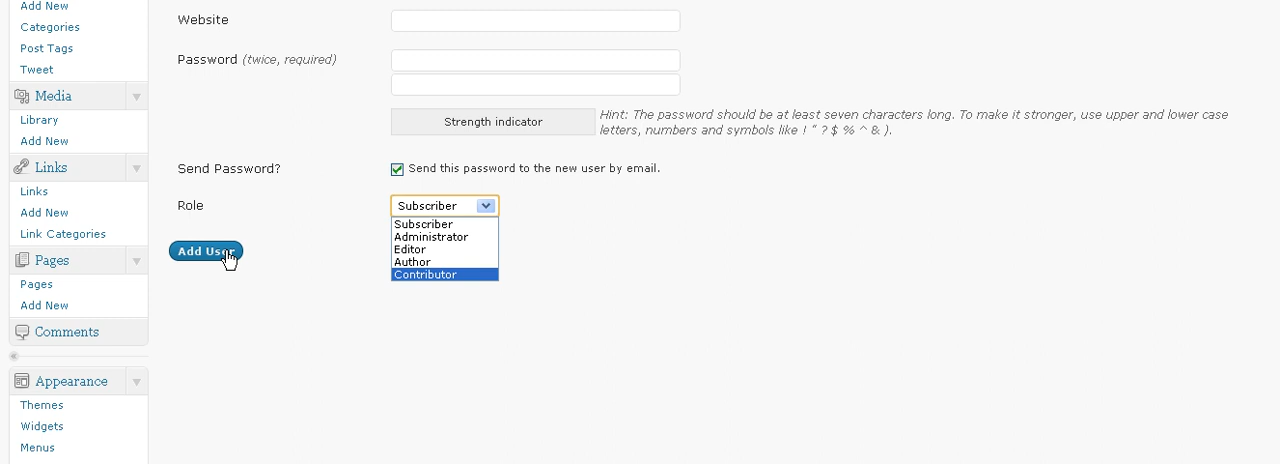 Add New
Categories
Post Tags
Tweet
Media
Library
Add New
Links
Links
Add New
Link Categories
Pages
Pages
Add New
Comments
Appearance
Themes
Widgets
Menus
Website
Password (twice, required)
Strength indicator
Hint: The password should be at least seven characters long. To make it stronger, use upper and lower case
letters, numbers and symbols like ! " ? $ % ^ & ).
Send Password?
Send this password to the new user by email.
Role
Subscriber
Subscriber
Administrator
Editor
Author
Contributor
Add User